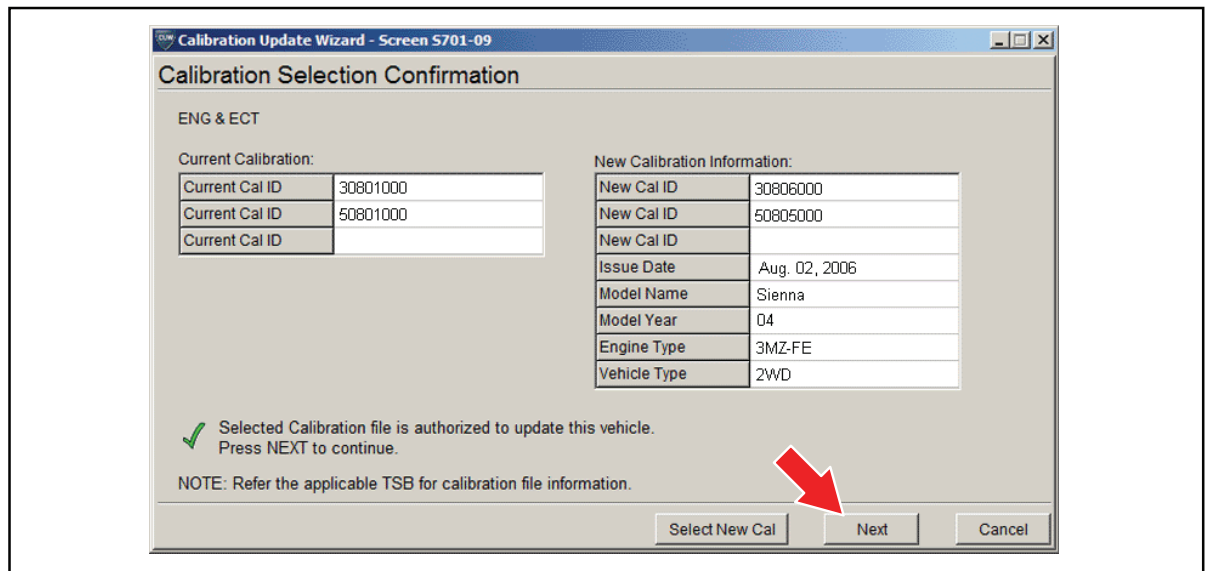 CUW Calibration Update Wizard - Screen S701-09
Calibration Selection Confirmation
ENG & ECT
Current Calibration:
Current Cal ID 30801000
Current Cal ID 50801000
Current Cal ID
New Calibration Information:
New Cal ID 30806000
New Cal ID 50805000
New Cal ID
Issue Date Aug. 02, 2006
Model Name Sienna
Model Year 04
Engine Type 3MZ-FE
Vehicle Type 2WD
Selected Calibration file is authorized to update this vehicle.
Press NEXT to continue.
NOTE: Refer the applicable TSB for calibration file information.
Select New Cal Next Cancel